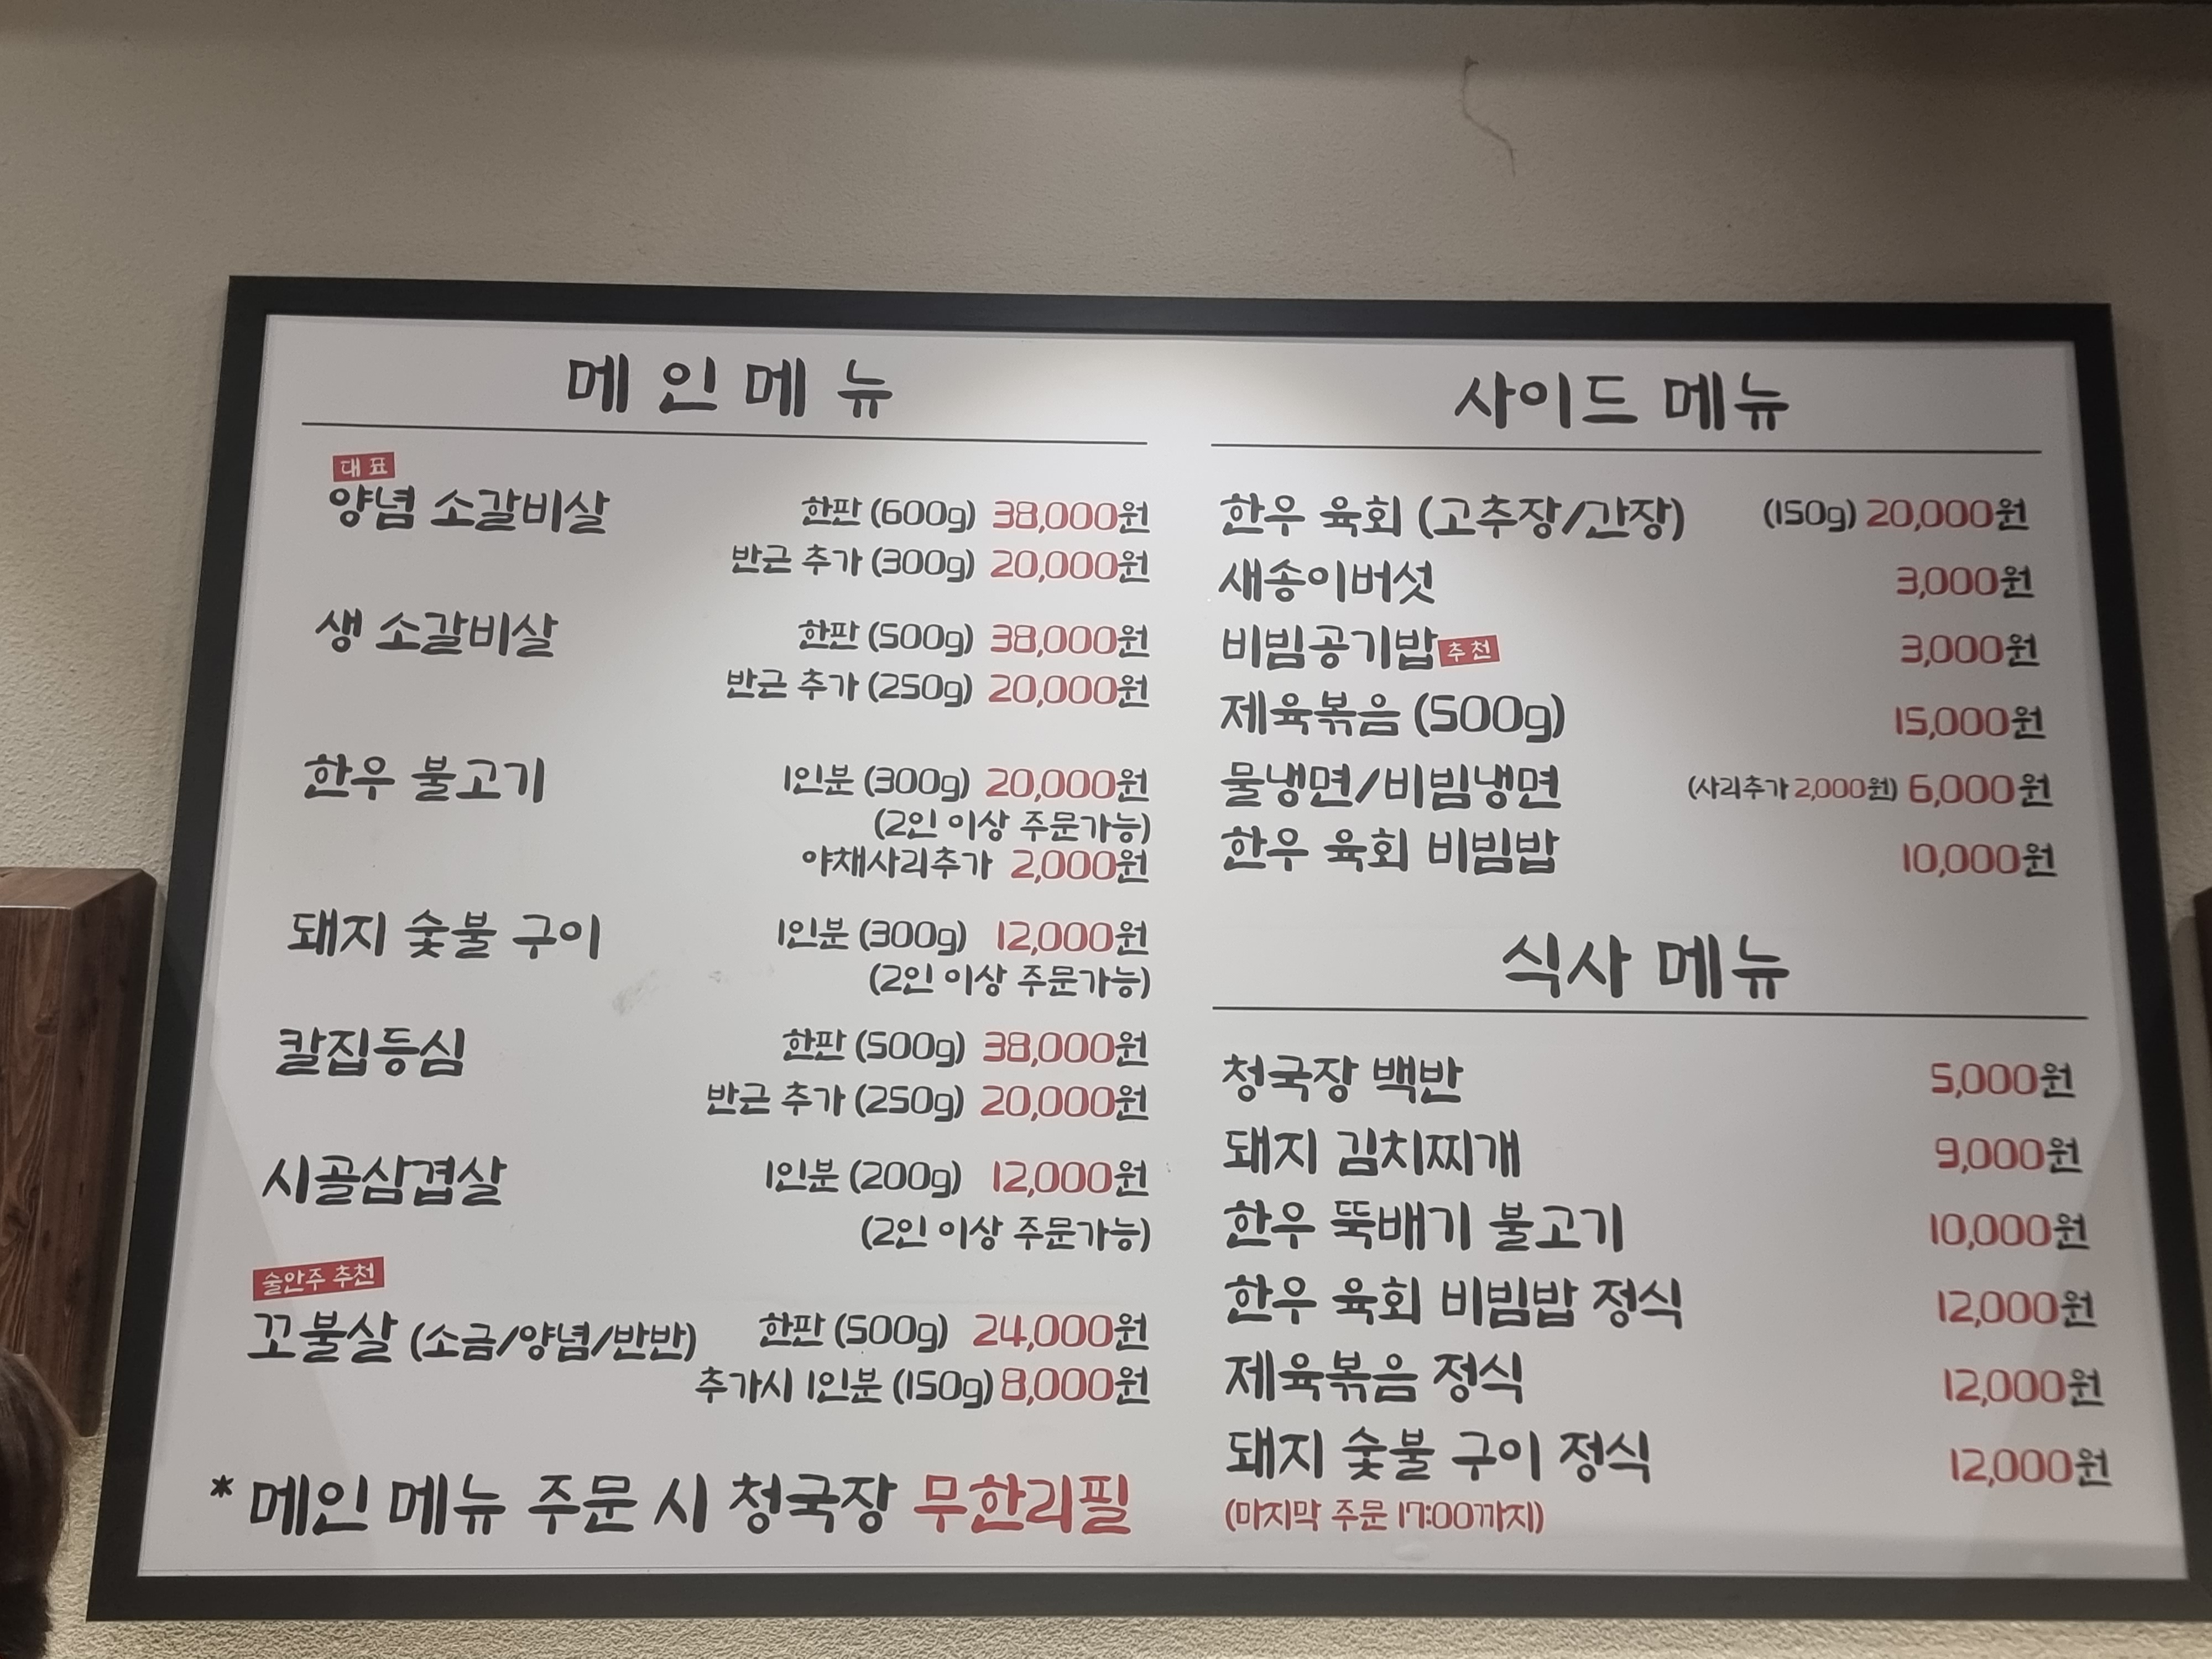 메인메뉴
대표
양념 소갈비살 한판 (600g) 38,000원
반근 추가 (300g) 20,000원
생 소갈비살 한판 (500g) 38,000원
반근 추가 (250g) 20,000원
한우 불고기 1인분 (300g) 20,000원
(2인 이상 주문가능)
야채사리추가 2,000원
돼지 숯불 구이 1인분 (300g) 12,000원
(2인 이상 주문가능)
칼집등심 한판 (500g) 38,000원
반근 추가 (250g) 20,000원
시골삼겹살 1인분 (200g) 12,000원
(2인 이상 주문가능)
술안주 추천
꼬불살 (소금/양념/반반) 한판 (500g) 24,000원
추가시 1인분 (150g) 8,000원
* 메인 메뉴 주문 시 청국장 무한리필
사이드 메뉴
한우 육회 (고추장/간장) (150g) 20,000원
새송이버섯 3,000원
비빔공기밥 추천 3,000원
제육볶음 (500g) 15,000원
물냉면/비빔냉면 (사리추가 2,000원) 6,000원
한우 육회 비빔밥 10,000원
식사 메뉴
청국장 백반 5,000원
돼지 김치찌개 9,000원
한우 뚝배기 불고기 10,000원
한우 육회 비빔밥 정식 12,000원
제육볶음 정식 12,000원
돼지 숯불 구이 정식 12,000원
(마지막 주문 17:00까지)